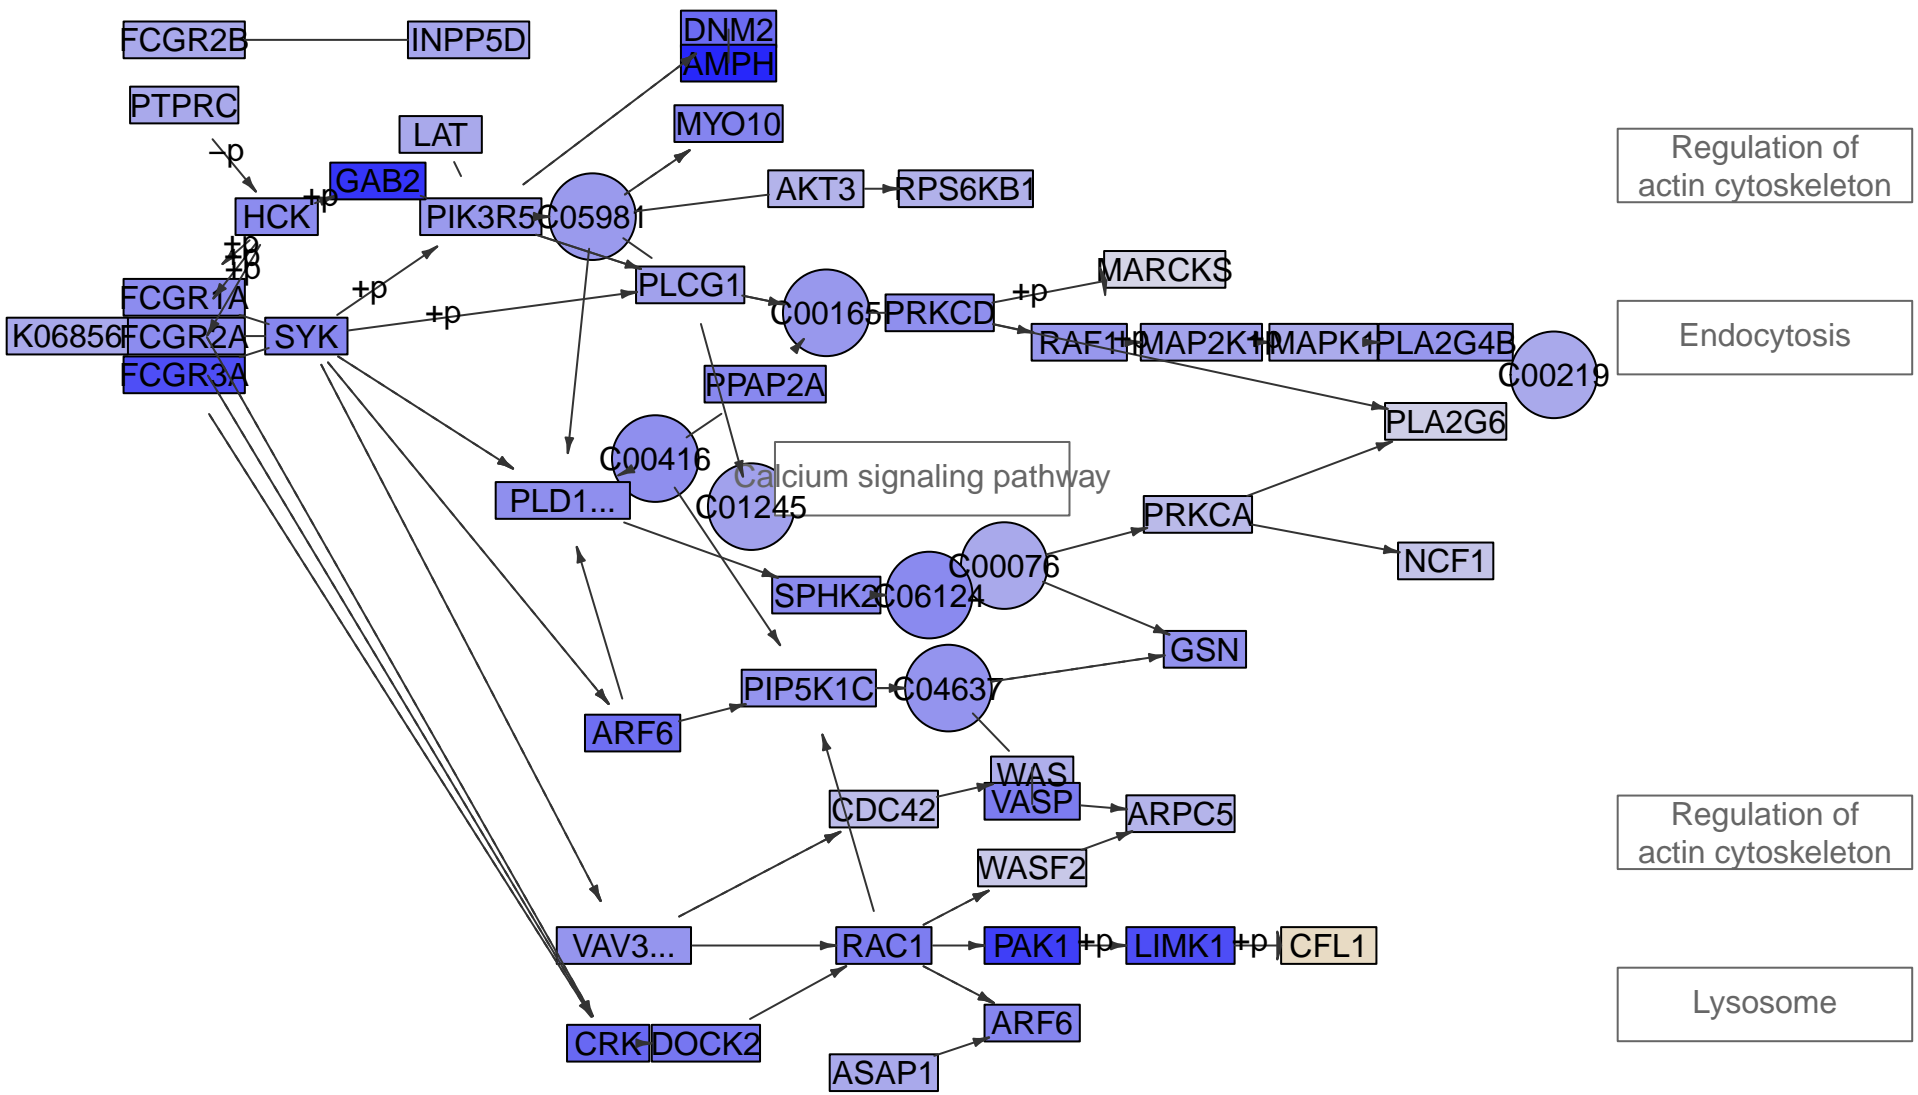 FCGR2B
INPP5D
DNM2
AMPH
PTPRC
LAT
MYO10
Regulation of
actin cytoskeleton
–p
GAB2
+p
HCK
PIK3R5
C05981
AKT3
RPS6KB1
+p
+p
+p
PLCG1
MARCKS
FCGR1A
+p
+p
C00165
PRKCD
+p
K06856
FCGR2A
SYK
RAF1
+p
MAP2K1
+p
MAPK1
PLA2G4B
Endocytosis
FCGR3A
PPAP2A
C00219
PLA2G6
C00416
Calcium signaling pathway
PLD1...
C01245
PRKCA
NCF1
C00076
SPHK2
C06124
GSN
PIP5K1C
C04637
ARF6
WAS
VASP
CDC42
ARPC5
Regulation of
actin cytoskeleton
WASF2
VAV3...
RAC1
PAK1
+p
LIMK1
+p
CFL1
Lysosome
CRK
DOCK2
ARF6
ASAP1